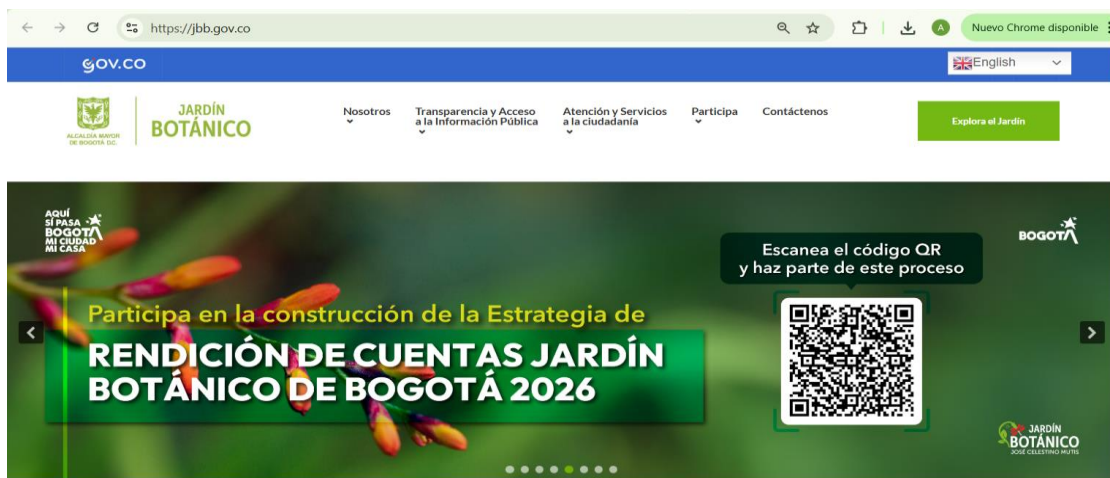 https://jbb.gov.co
A
Nuevo Chrome disponible
GOV.CO
English
ALCALDÍA MAYOR
DE BOGOTÁ D.C.
JARDÍN
BOTÁNICO
Nosotros
Transparencia y Acceso
a la Información Pública
Atención y Servicios
a la ciudadanía
Participa
Contáctenos
Explora el Jardín
AQUÍ
SÍ PASA
BOGOTÁ
MI CIUDAD
MI CASA
Escanea el código QR
y haz parte de este proceso
BOGOTÁ
Participa en la construcción de la Estrategia de
RENDICIÓN DE CUENTAS JARDÍN
BOTÁNICO DE BOGOTÁ 2026
JARDÍN
BOTÁNICO
JOSÉ CELESTINO MUTIS